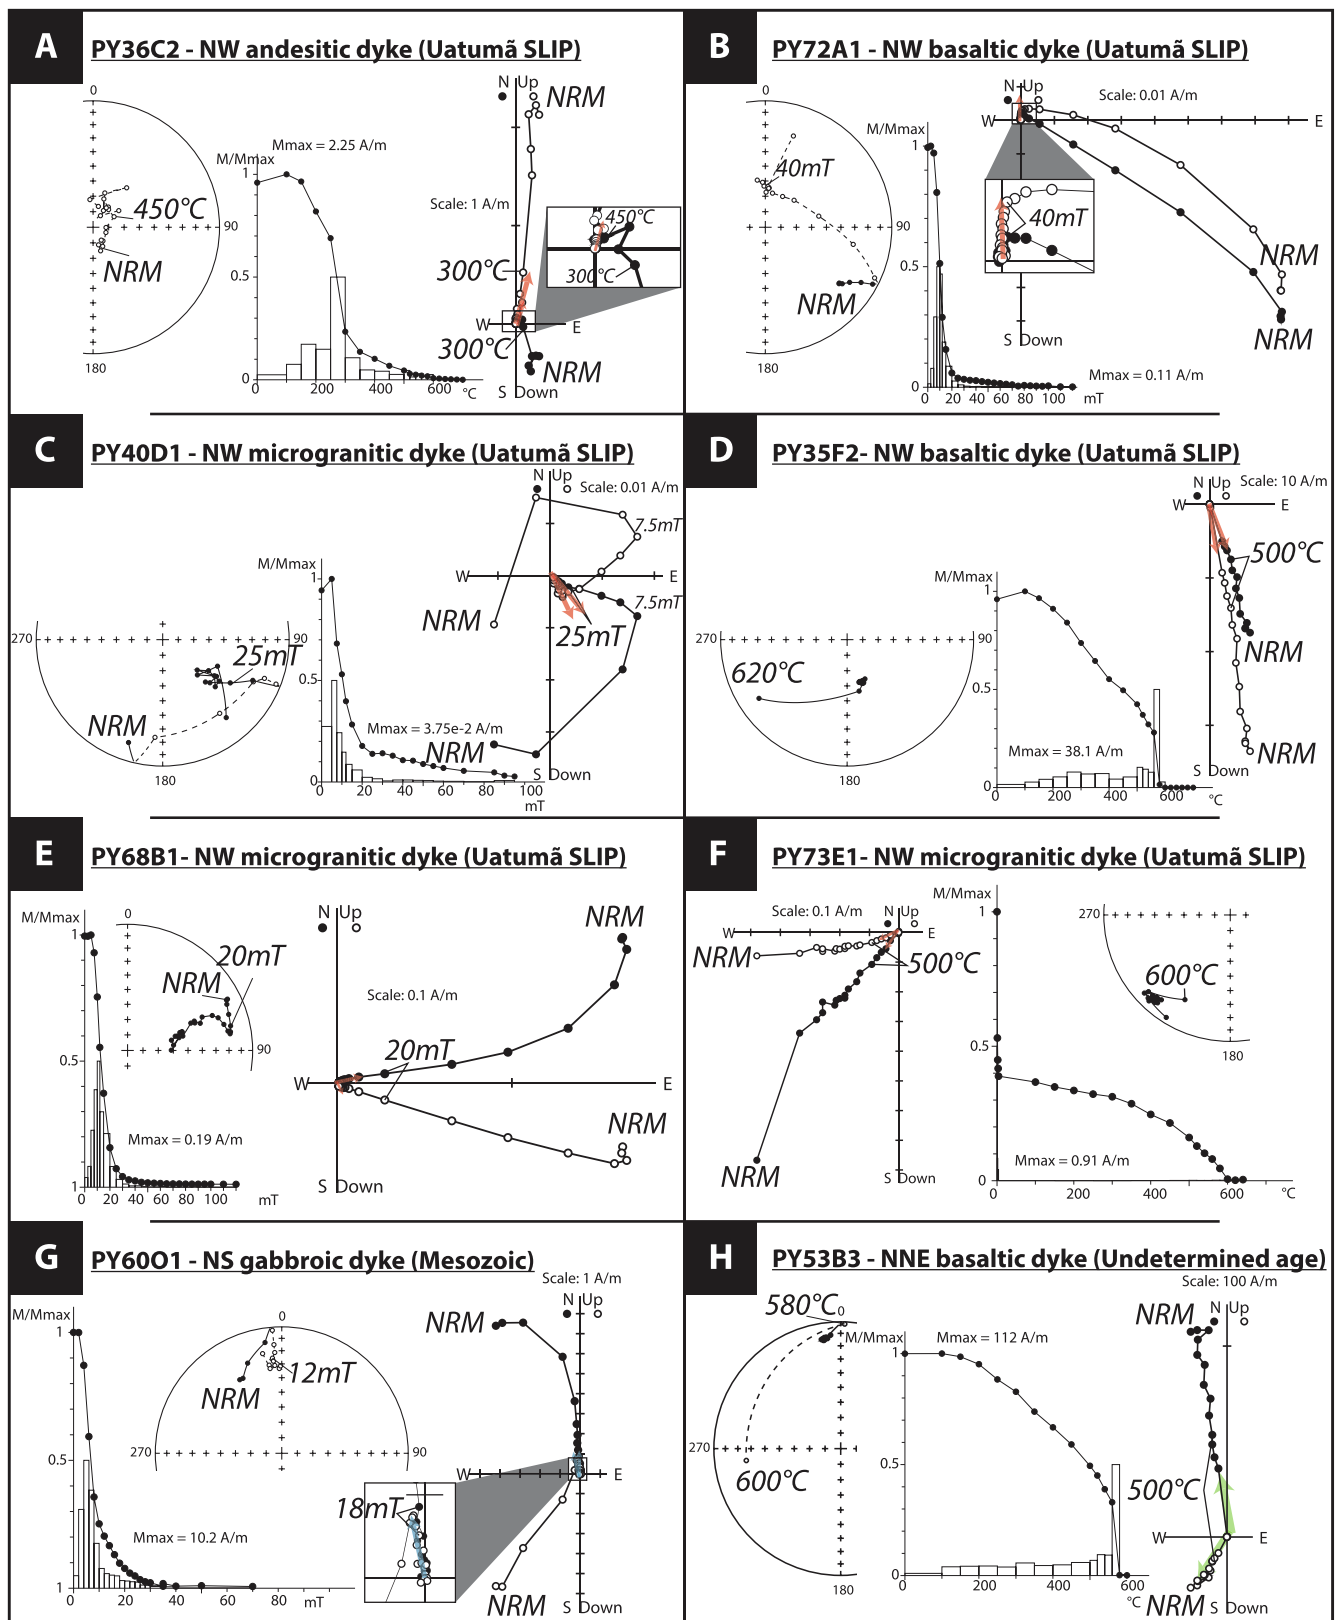 A
PY36C2 - NW andesitic dyke (Uatumã SLIP)
0
450°C
90
NRM
180
M/Mmax
Mmax = 2.25 A/m
1
0.5
0
0 200 400 600
°C
N Up
NRM
Scale: 1 A/m
300°C
450°C
300°C
W E
300°C
NRM
S Down
B
PY72A1 - NW basaltic dyke (Uatumã SLIP)
0
40mT
90
NRM
180
M/Mmax
1
0.5
0
0 20 40 60 80 100 mT
Mmax = 0.11 A/m
N Up
Scale: 0.01 A/m
W E
40mT
NRM
NRM
S Down
C
PY40D1 - NW microgranitic dyke (Uatumã SLIP)
270 90
25mT
NRM
180
M/Mmax
1
0.5
0
Mmax = 3.75e-2 A/m
0 20 40 60 80 100
mT
N Up
Scale: 0.01 A/m
7.5mT
W E
7.5mT
NRM
25mT
NRM
S Down
D
PY35F2- NW basaltic dyke (Uatumã SLIP)
270 90
620°C
180
M/Mmax
1
0.5
0
Mmax = 38.1 A/m
0 200 400 600 °C
N Up
Scale: 10 A/m
W E
500°C
NRM
NRM
S Down
E
PY68B1- NW microgranitic dyke (Uatumã SLIP)
M/Mmax
1
0.5
1
Mmax = 0.19 A/m
0 20 40 60 80 100 mT
0
20mT
NRM
90
N Up
NRM
Scale: 0.1 A/m
20mT
W E
NRM
S Down
F
PY73E1- NW microgranitic dyke (Uatumã SLIP)
Scale: 0.1 A/m
N Up
W E
NRM
500°C
NRM
S Down
M/Mmax
1
0.5
0
Mmax = 0.91 A/m
0 200 400 600 °C
270
600°C
180
G
PY60O1 - NS gabbroic dyke (Mesozoic)
M/Mmax
1
0.5
1
Mmax = 10.2 A/m
0 20 40 60 80 mT
0
12mT
NRM
270 90
Scale: 1 A/m
N Up
NRM
W E
18mT
NRM
S Down
H
PY53B3 - NNE basaltic dyke (Undetermined age)
580°C
0
270
600°C
180
M/Mmax
Mmax = 112 A/m
1
0.5
0
0 200 400 600
°C
Scale: 100 A/m
N Up
NRM
500°C
W E
NRM
S Down